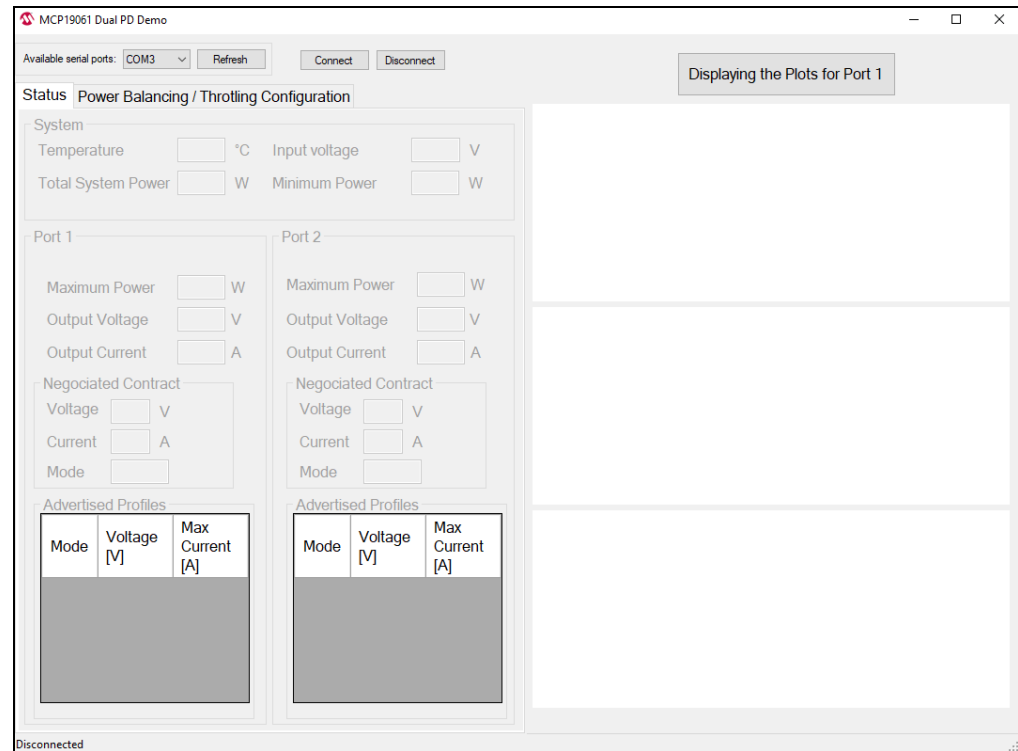 MCP19061 Dual PD Demo
Available serial ports: COM3 Refresh Connect Disconnect
Displaying the Plots for Port 1
Status Power Balancing / Throtling Configuration
System
Temperature °C Input voltage V
Total System Power W Minimum Power W
Port 1 Port 2
Maximum Power W Maximum Power W
Output Voltage V Output Voltage V
Output Current A Output Current A
Negociated Contract Negociated Contract
Voltage V Voltage V
Current A Current A
Mode Mode
Advertised Profiles Advertised Profiles
Mode Voltage [V] Max Current [A] Mode Voltage [V] Max Current [A]
Disconnected